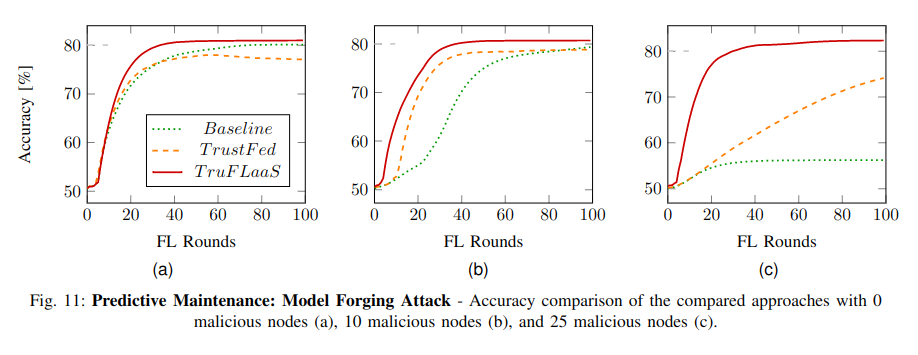 80
70
60
50
Accuracy [%]
Baseline
TrustFed
TruFLaaS
0 20 40 60 80 100
FL Rounds
(a)
80
70
60
50
0 20 40 60 80 100
FL Rounds
(b)
80
70
60
50
0 20 40 60 80 100
FL Rounds
(c)
Fig. 11: Predictive Maintenance: Model Forging Attack - Accuracy comparison of the compared approaches with 0
malicious nodes (a), 10 malicious nodes (b), and 25 malicious nodes (c).